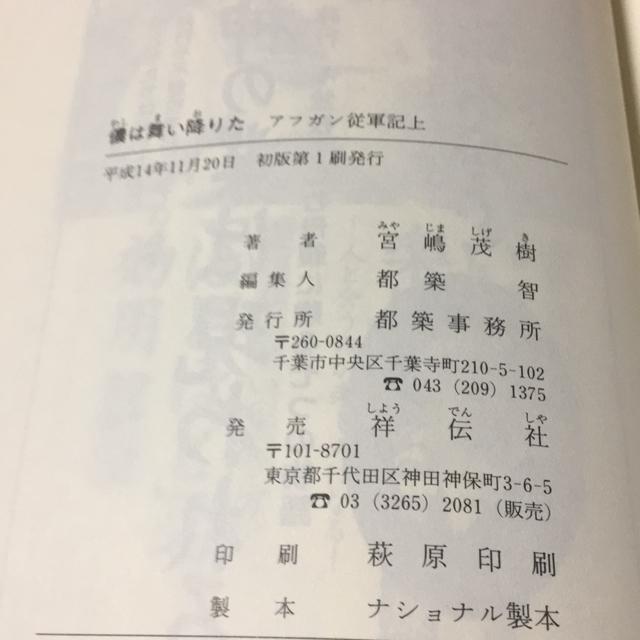 儂は舞い降りた アフガン従軍記上
平成14年11月20日 初版第1刷発行
著者 宮嶋茂樹
編集人 都築智
発行所 都築事務所
〒260-0844
千葉市中央区千葉寺町210-5-102
☎ 043 (209) 1375
発売 祥伝社
〒101-8701
東京都千代田区神田神保町3-6-5
☎ 03 (3265) 2081 (販売)
印刷 萩原印刷
製本 ナショナル製本